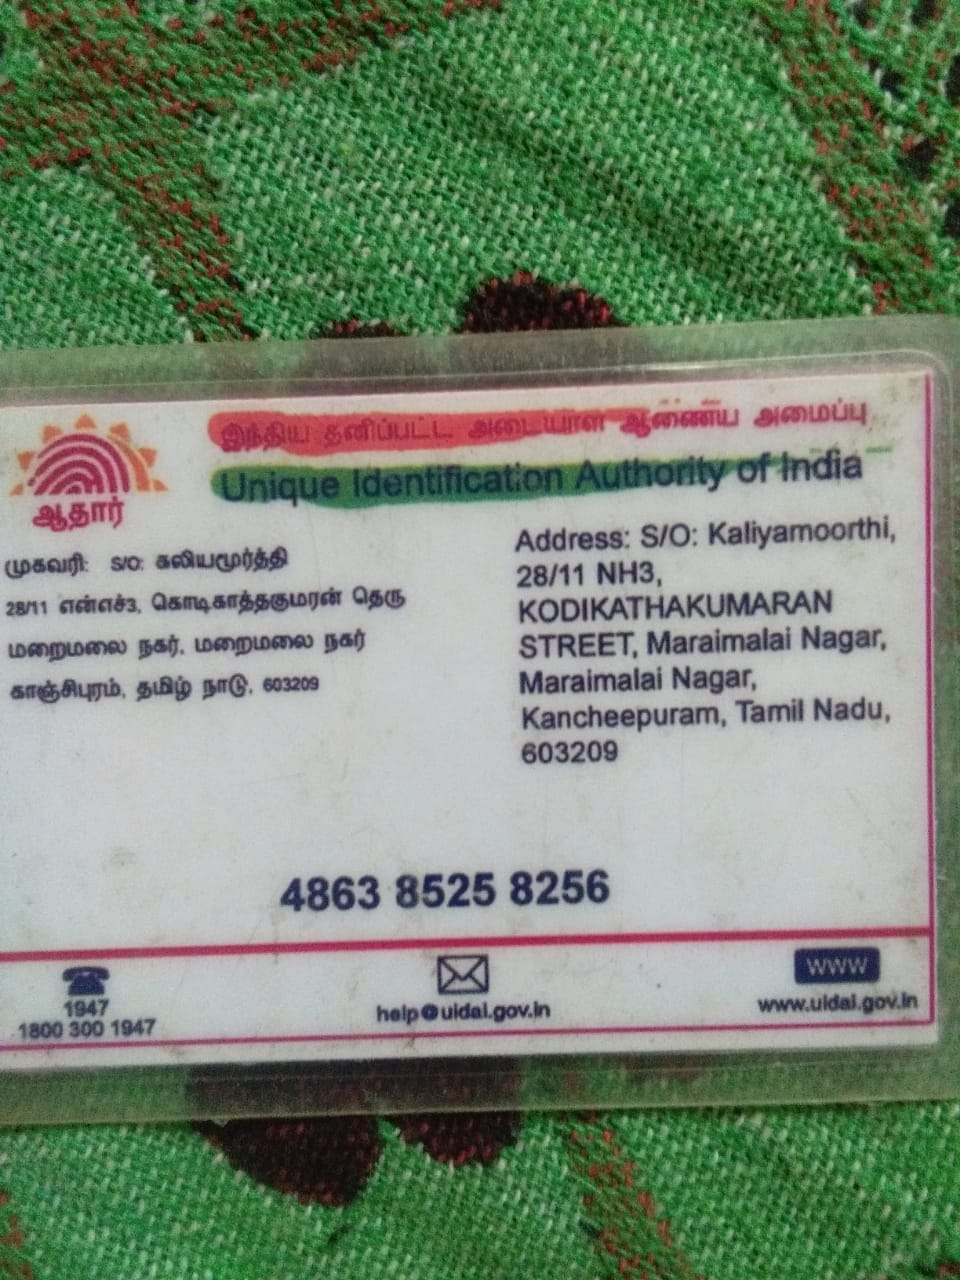 இந்திய தனிப்பட்ட அடையாள ஆணைய அமைப்பு
Unique Identification Authority of India
ஆதார்
முகவரி: S/O: கலியமூர்த்தி
28/11 என்எச்3, கொடிகாத்தகுமரன் தெரு
மறைமலை நகர், மறைமலை நகர்
காஞ்சிபுரம், தமிழ் நாடு, 603209
Address: S/O: Kaliyamoorthi,
28/11 NH3,
KODIKATHAKUMARAN
STREET, Maraimalai Nagar,
Maraimalai Nagar,
Kancheepuram, Tamil Nadu,
603209
4863 8525 8256
1947
1800 300 1947
help@uidai.gov.in
www
www.uidai.gov.in